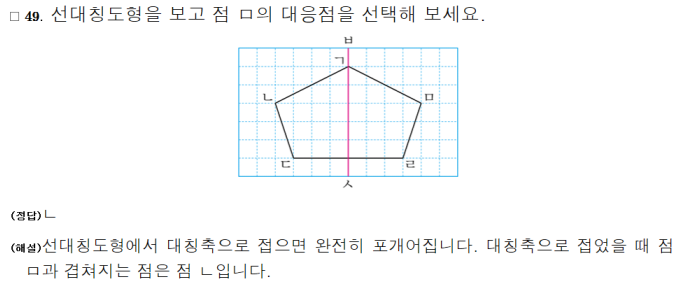 □ 49. 선대칭도형을 보고 점 ㅁ의 대응점을 선택해 보세요.
ㅂ
ㄱ
ㄴ ㅁ
ㄷ ㄹ
ㅅ
(정답)ㄴ
(해설)선대칭도형에서 대칭축으로 접으면 완전히 포개어집니다. 대칭축으로 접었을 때 점
ㅁ과 겹쳐지는 점은 점 ㄴ입니다.